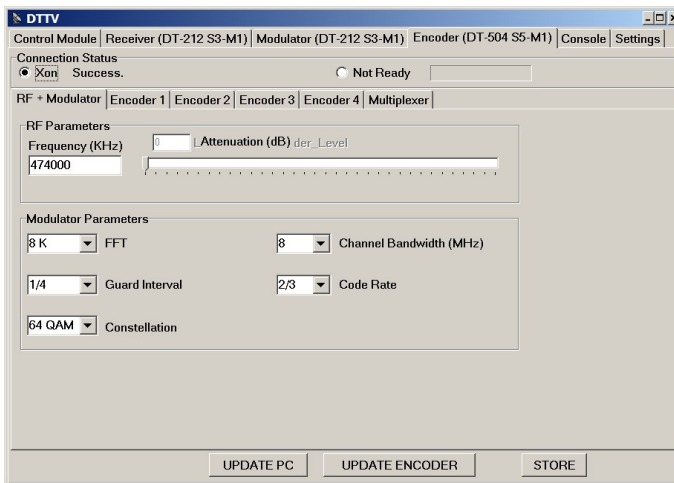 DTTV
Control Module Receiver (DT-212 S3-M1) Modulator (DT-212 S3-M1) Encoder (DT-504 S5-M1) Console Settings
Connection Status
Xon Success. Not Ready
RF + Modulator Encoder 1 Encoder 2 Encoder 3 Encoder 4 Multiplexer
RF Parameters
Frequency (KHz) 0 L Attenuation (dB) der_Level
474000
Modulator Parameters
8 K FFT 8 Channel Bandwidth (MHz)
1/4 Guard Interval 2/3 Code Rate
64 QAM Constellation
UPDATE PC UPDATE ENCODER STORE